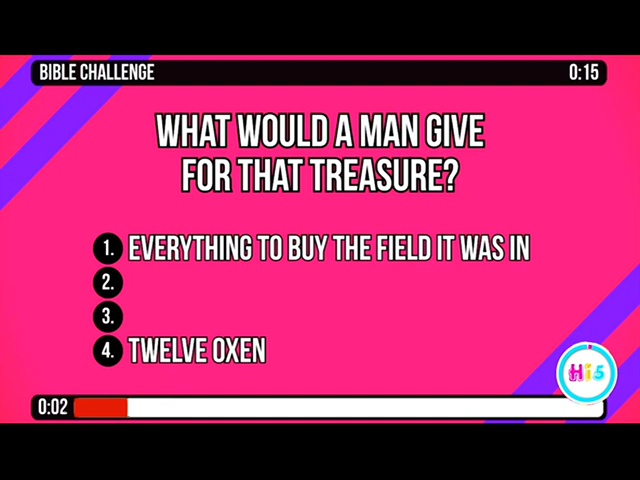 BIBLE CHALLENGE 0:15
WHAT WOULD A MAN GIVE
FOR THAT TREASURE?
1. EVERYTHING TO BUY THE FIELD IT WAS IN
2.
3.
4. TWELVE OXEN
Hi5
0:02